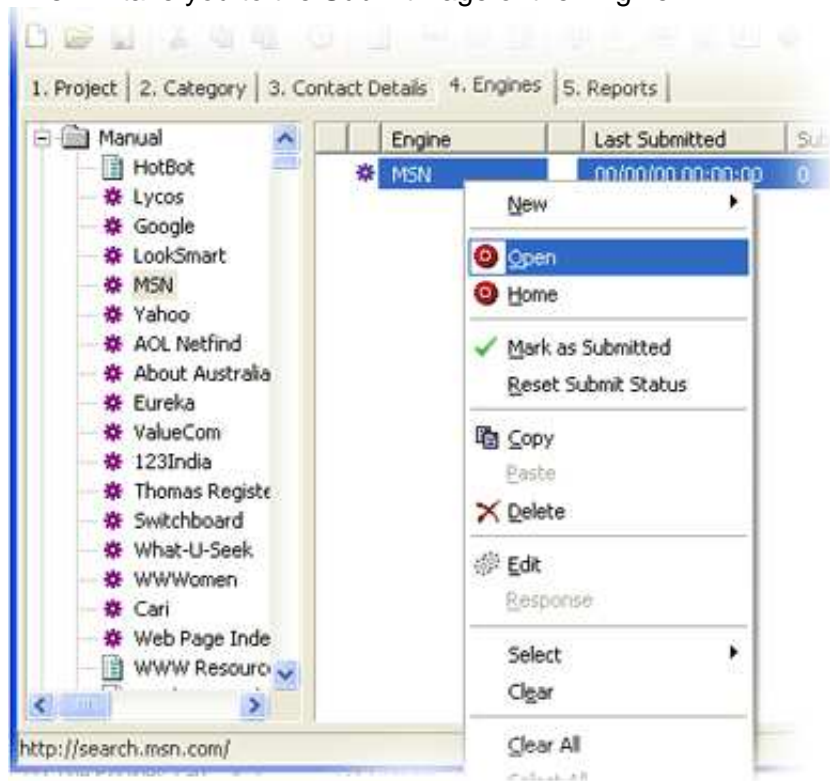 1. Project 2. Category 3. Contact Details 4. Engines 5. Reports
Manual
HotBot
Lycos
Google
LookSmart
MSN
Yahoo
AOL Netfind
About Australia
Eureka
ValueCom
123India
Thomas Registe
Switchboard
What-U-Seek
WWWomen
Cari
Web Page Inde
WWW Resourc
Engine Last Submitted Sub
MSN 00/00/00 00:00:00 0
New
Open
Home
Mark as Submitted
Reset Submit Status
Copy
Paste
Delete
Edit
Response
Select
Clear
Clear All
Select All
http://search.msn.com/